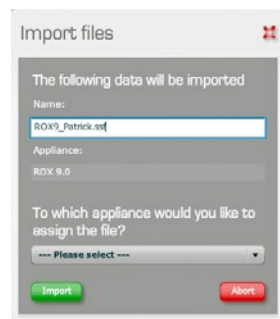 Import files
The following data will be imported
Name:
ROX9_Patrick.ssf
Appliance:
ROX 9.0
To which appliance would you like to
assign the file?
--- Please select ---
Import
Abort